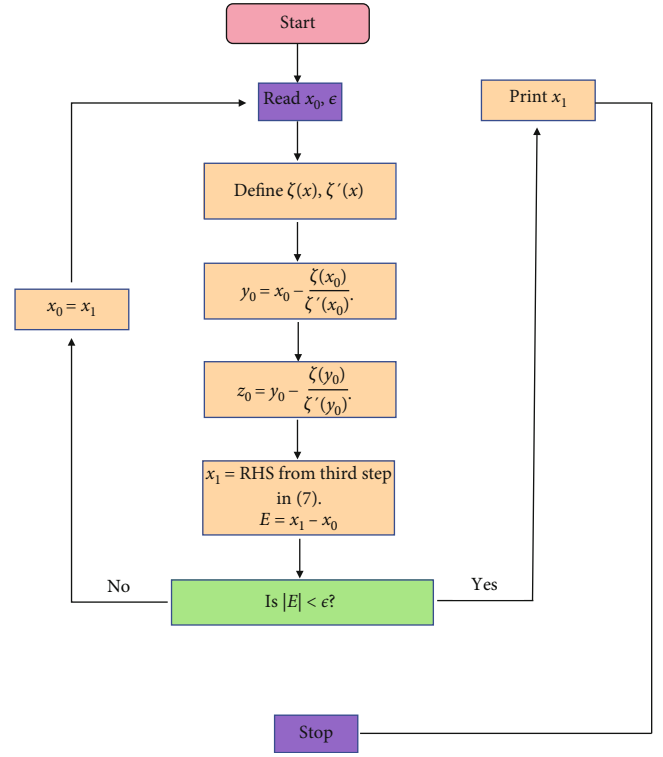 Start
Read x₀, ϵ
Print x₁
Define ζ(x), ζ′(x)
y₀ = x₀ − ζ(x₀)/ζ′(x₀).
x₀ = x₁
z₀ = y₀ − ζ(y₀)/ζ′(y₀).
x₁ = RHS from third step
in (7).
E = x₁ − x₀
No
Yes
Is |E| < ϵ?
Stop